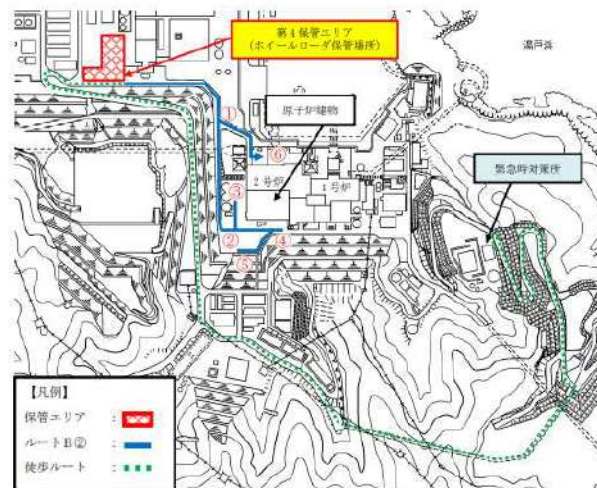 第４保管エリア
(ホイールローダ保管場所)
湯戸浜
①
原子炉建物
⑥
緊急時対策所
２号炉
１号炉
③
②
④
⑤
【凡例】
保管エリア ：
ルートＢ② ：
徒歩ルート ：